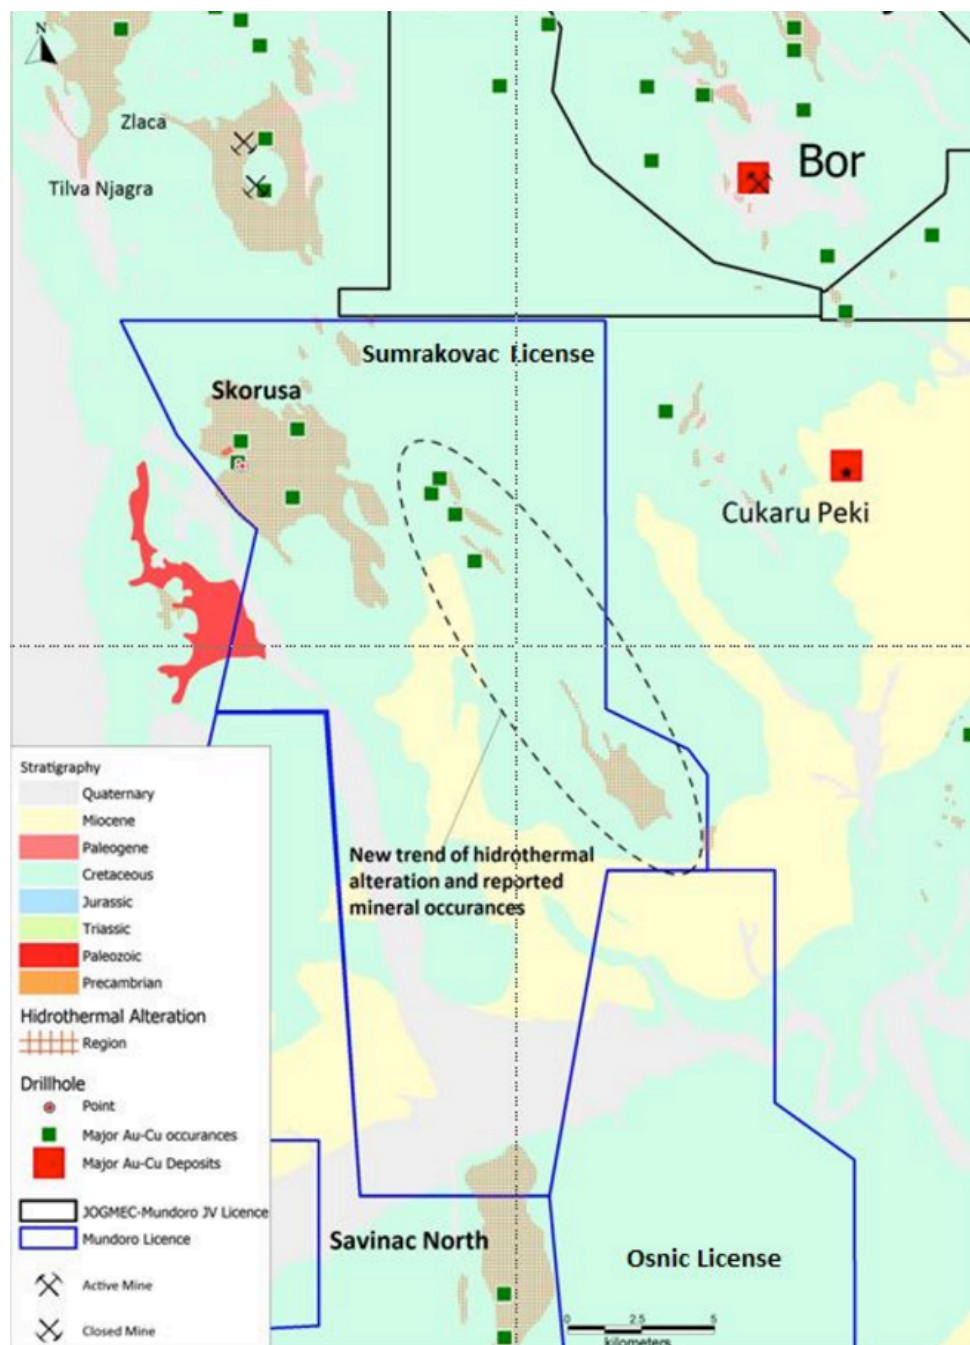 N
Zlaca
Tilva Njagra
Bor
Sumrakovac License
Skorusa
Cukaru Peki
New trend of hidrothermal
alteration and reported
mineral occurances
Stratigraphy
Quaternary
Miocene
Paleogene
Cretaceous
Jurassic
Triassic
Paleozoic
Precambrian
Hidrothermal Alteration
Region
Drillhole
Point
Major Au-Cu occurances
Major Au-Cu Deposits
JOGMEC-Mundoro JV Licence
Mundoro Licence
Active Mine
Closed Mine
Savinac North
Osnic License
0 2.5 5
kilometers